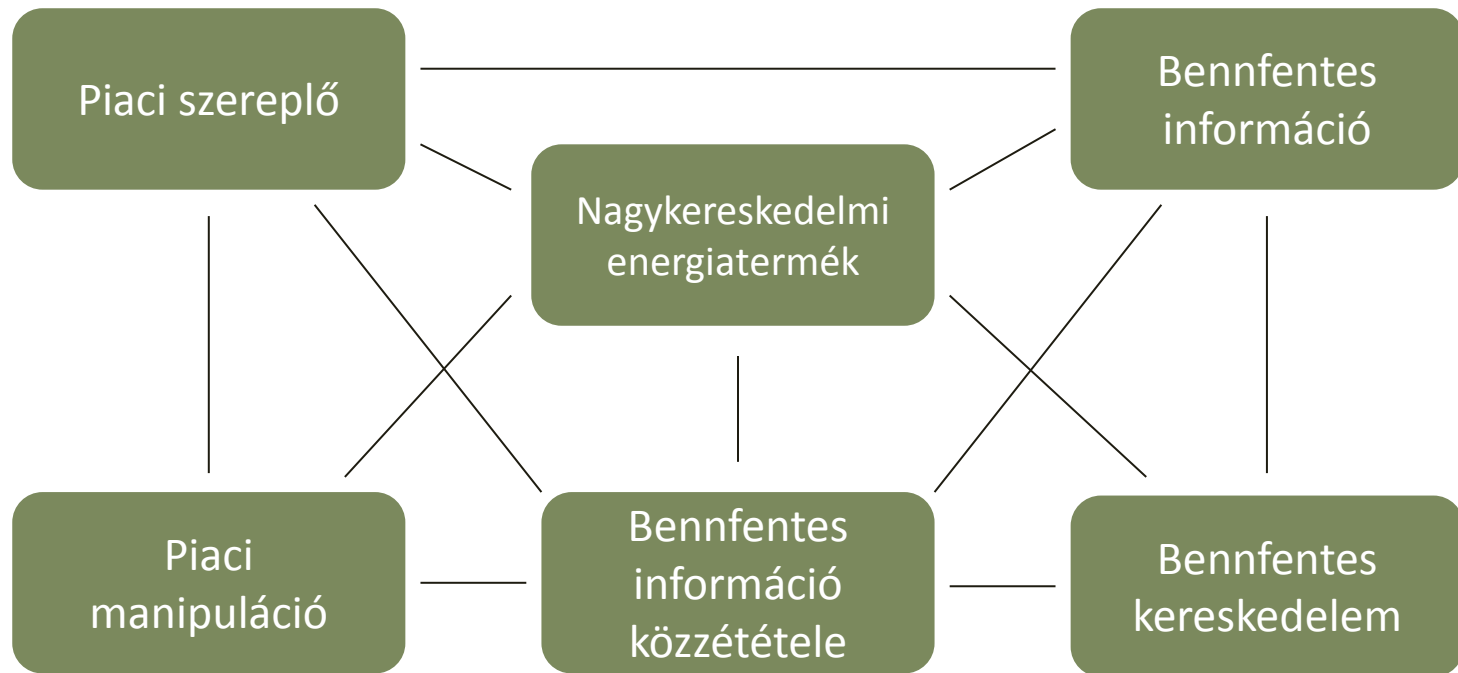 Piaci szereplő
Bennfentes
információ
Nagykereskedelmi
energiatermék
Piaci
manipuláció
Bennfentes
információ
közzététele
Bennfentes
kereskedelem